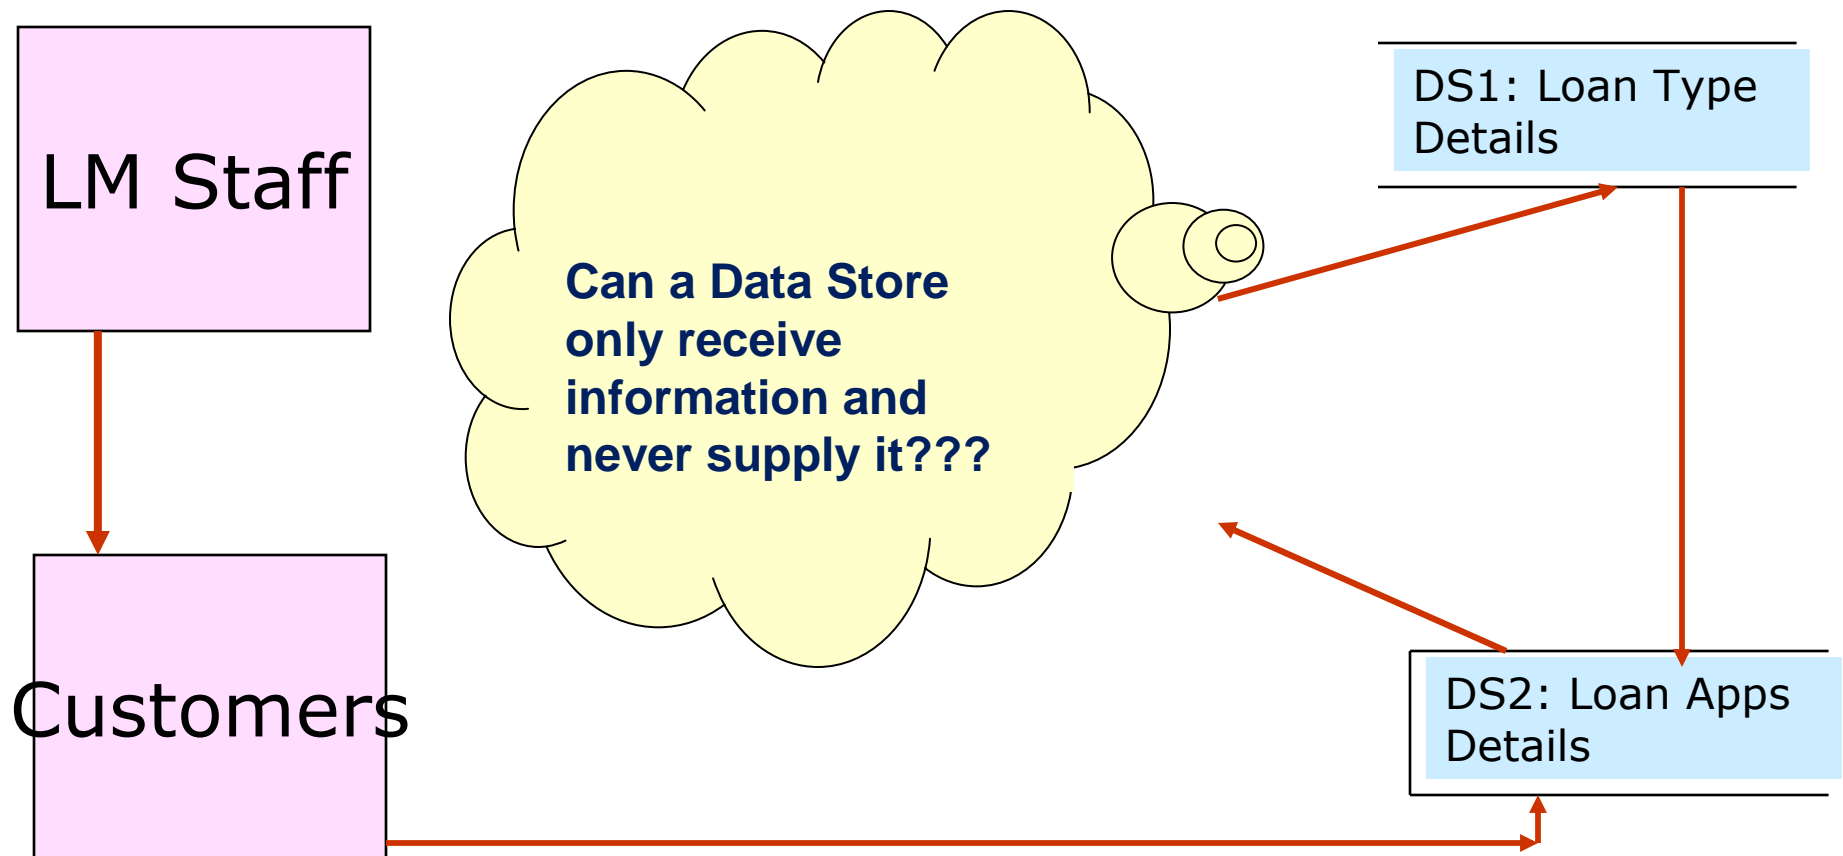 LM Staff
DS1: Loan Type
Details
Can a Data Store
only receive
information and
never supply it???
Customers
DS2: Loan Apps
Details